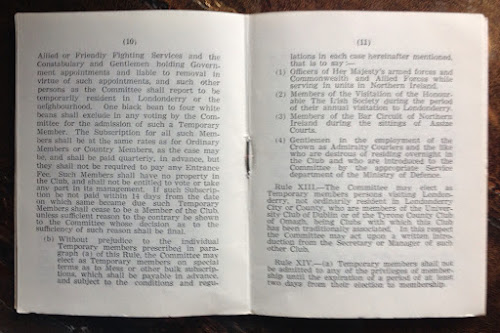 (10)
Allied or Friendly Fighting Services and the
Constabulary and Gentlemen holding Govern-
ment appointments and liable to removal in
virtue of such appointments, and such other
persons as the Committee shall report to be
temporarily resident in Londonderry or the
neighbourhood. One black bean to four white
beans shall exclude in any voting by the Com-
mittee for the admission of such a Temporary
Member. The Subscription for all such Mem-
bers shall be at the same rates as for Ordinary
Members or Country Members, as the case may
be, and shall be paid quarterly, in advance, but
they shall not be required to pay any Entrance
Fee. Such Members shall have no property in
the Club, and shall not be entitled to vote or take
any part in its management. If such subscrip-
tion be not paid within 14 days from the date
on which same became due such Temporary
Members shall cease to be a Member of the Club,
unless sufficient reason to the contrary be shown
to the Committee whose decision as to the
sufficiency of such reason shall be final.
(b) Without prejudice to the individual
Temporary members prescribed in para-
graph (a) of this Rule, the Committee may
elect as Temporary members on special
terms as to Mess or other bulk subscrip-
tions, which shall be payable in advance,
and subject to the conditions and regu-
(11)
lations in each case hereinafter mentioned,
that is to say :—
(1) Officers of Her Majesty's armed forces and
Commonwealth and Allied Forces while
serving in units in Northern Ireland.
(2) Members of the Visitation of the Honour-
able The Irish Society during the period
of their annual visitation to Londonderry.
(3) Members of the Bar Circuit of Northern
Ireland during the sittings of Assize
Courts.
(4) Gentlemen in the employment of the
Crown as Admiralty Couriers and the like
who are desirous of residing overnight in
the Club and who are introduced to the
Committee by the appropriate Service
department of the Ministry of Defence.
Rule XIII.—The Committee may elect as
Temporary members persons visiting London-
derry, not ordinarily resident in Londonderry
City or County, who are members of the Univer-
sity Club of Dublin or of the Tyrone County Club
of Omagh, being Clubs with which this Club
has been traditionally associated. In this respect
the Committee may act upon a written intro-
duction from the Secretary or Manager of such
other Club.
Rule XIV.—(a) Temporary members shall not
be admitted to any of the privileges of member-
ship until the expiration of a period of at least
two days from their election to membership.